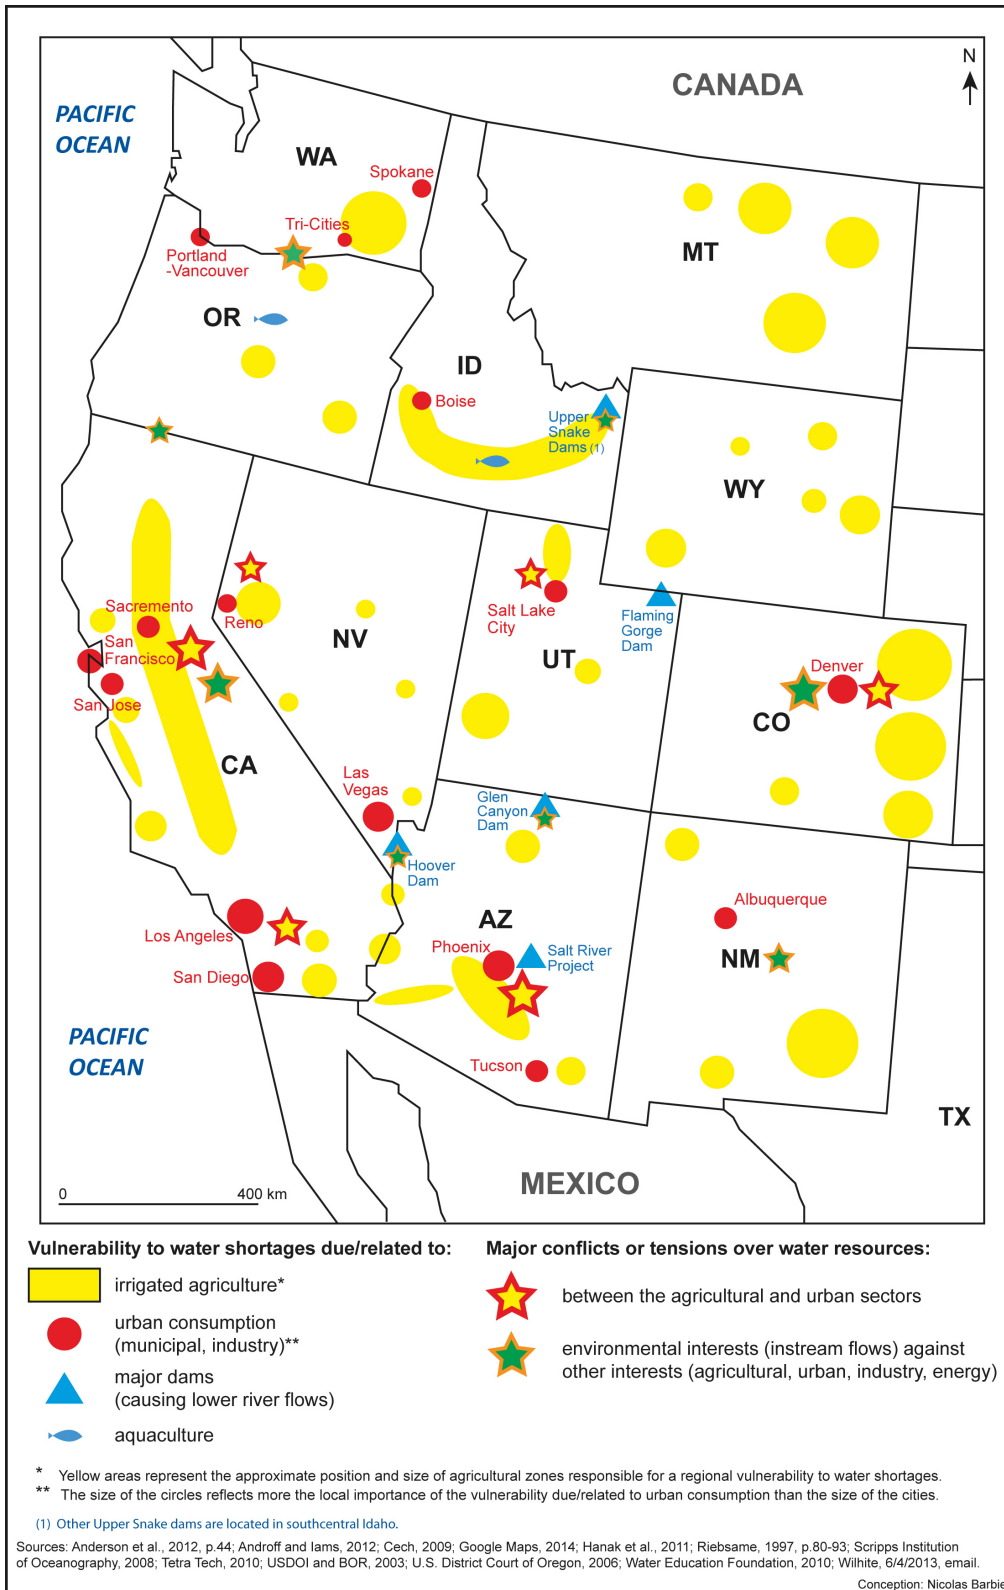 CANADA
N
PACIFIC
OCEAN
WA
Spokane
Tri-Cities
Portland
-Vancouver
MT
OR
ID
Boise
Upper
Snake
Dams (1)
WY
Sacremento
San
Francisco
San Jose
Reno
NV
Salt Lake
City
UT
Flaming
Gorge
Dam
Denver
CO
CA
Las
Vegas
Glen
Canyon
Dam
Hoover
Dam
Los Angeles
San Diego
AZ
Phoenix
Salt River
Project
Albuquerque
NM
Tucson
PACIFIC
OCEAN
TX
MEXICO
0 400 km
Vulnerability to water shortages due/related to:
irrigated agriculture*
urban consumption
(municipal, industry)**
major dams
(causing lower river flows)
aquaculture
Major conflicts or tensions over water resources:
between the agricultural and urban sectors
environmental interests (instream flows) against
other interests (agricultural, urban, industry, energy)
* Yellow areas represent the approximate position and size of agricultural zones responsible for a regional vulnerability to water shortages.
** The size of the circles reflects more the local importance of the vulnerability due/related to urban consumption than the size of the cities.
(1) Other Upper Snake dams are located in southcentral Idaho.
Sources: Anderson et al., 2012, p.44; Androff and Iams, 2012; Cech, 2009; Google Maps, 2014; Hanak et al., 2011; Riebsame, 1997, p.80-93; Scripps Institution
of Oceanography, 2008; Tetra Tech, 2010; USDOI and BOR, 2003; U.S. District Court of Oregon, 2006; Water Education Foundation, 2010; Wilhite, 6/4/2013, email.
Conception: Nicolas Barbie